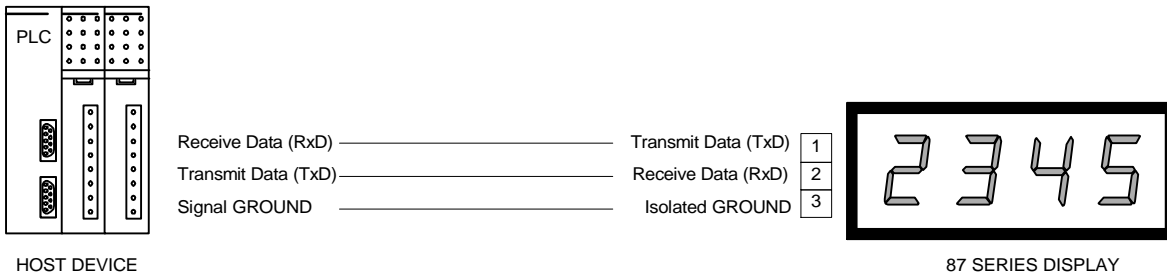 PLC
Receive Data (RxD) Transmit Data (TxD) 1
Transmit Data (TxD) Receive Data (RxD) 2
Signal GROUND Isolated GROUND 3
2345
HOST DEVICE 87 SERIES DISPLAY